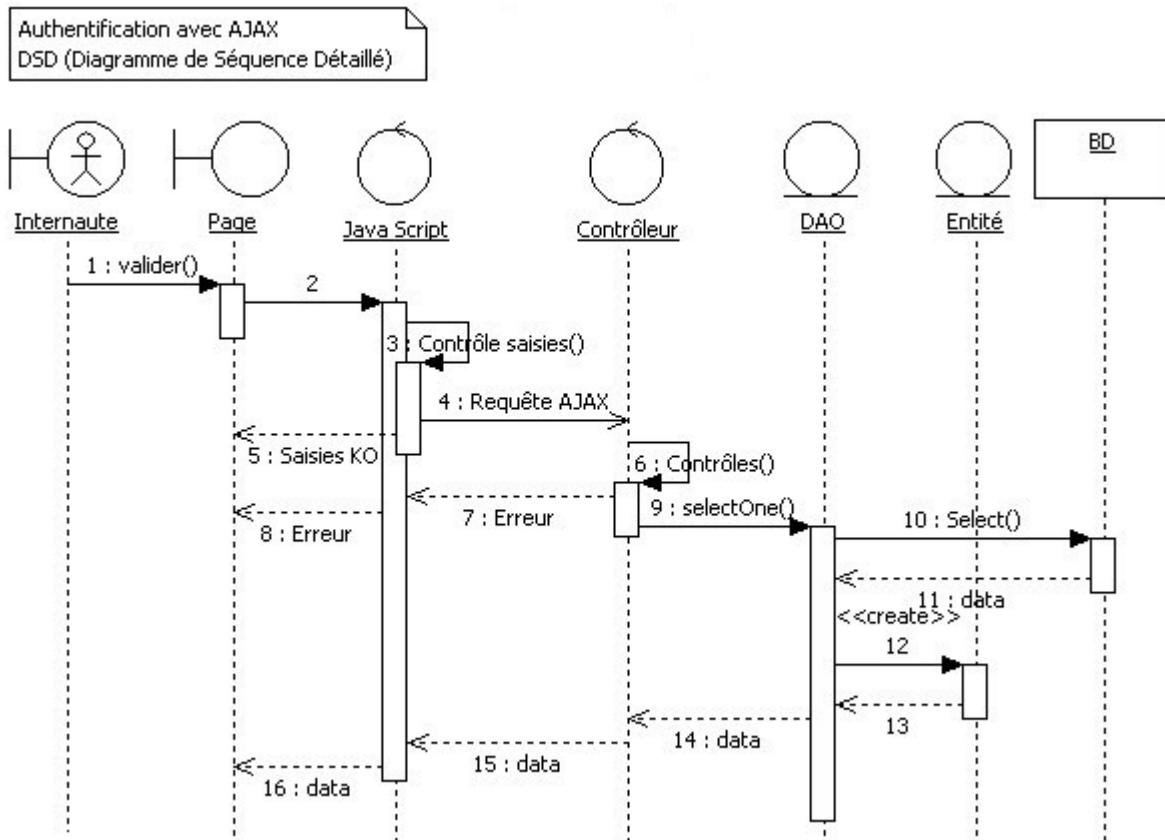 Authentification avec AJAX
DSD (Diagramme de Séquence Détaillé)
BD
Internaute
Page
Java Script
Contrôleur
DAO
Entité
1 : valider()
2
3 : Contrôle saisies()
4 : Requête AJAX
5 : Saisies KO
6 : Contrôles()
7 : Erreur
8 : Erreur
9 : selectOne()
10 : Select()
11 : data
<<create>>
12
13
14 : data
15 : data
16 : data